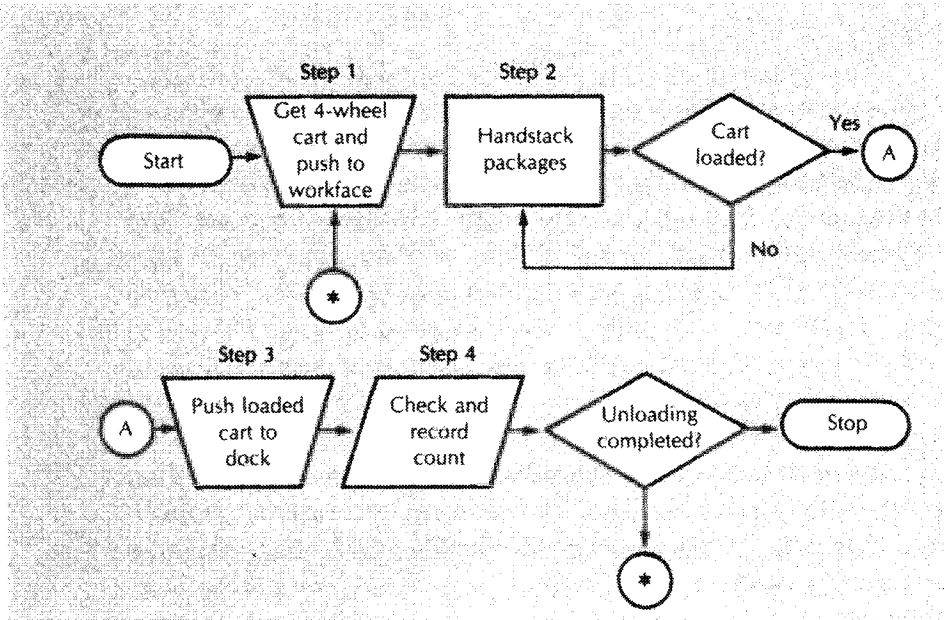 Step 1
Step 2
Start
Get 4-wheel
cart and
push to
workface
Handstack
packages
Cart
loaded?
Yes
A
No
*
Step 3
Step 4
A
Push loaded
cart to
dock
Check and
record
count
Unloading
completed?
Stop
*